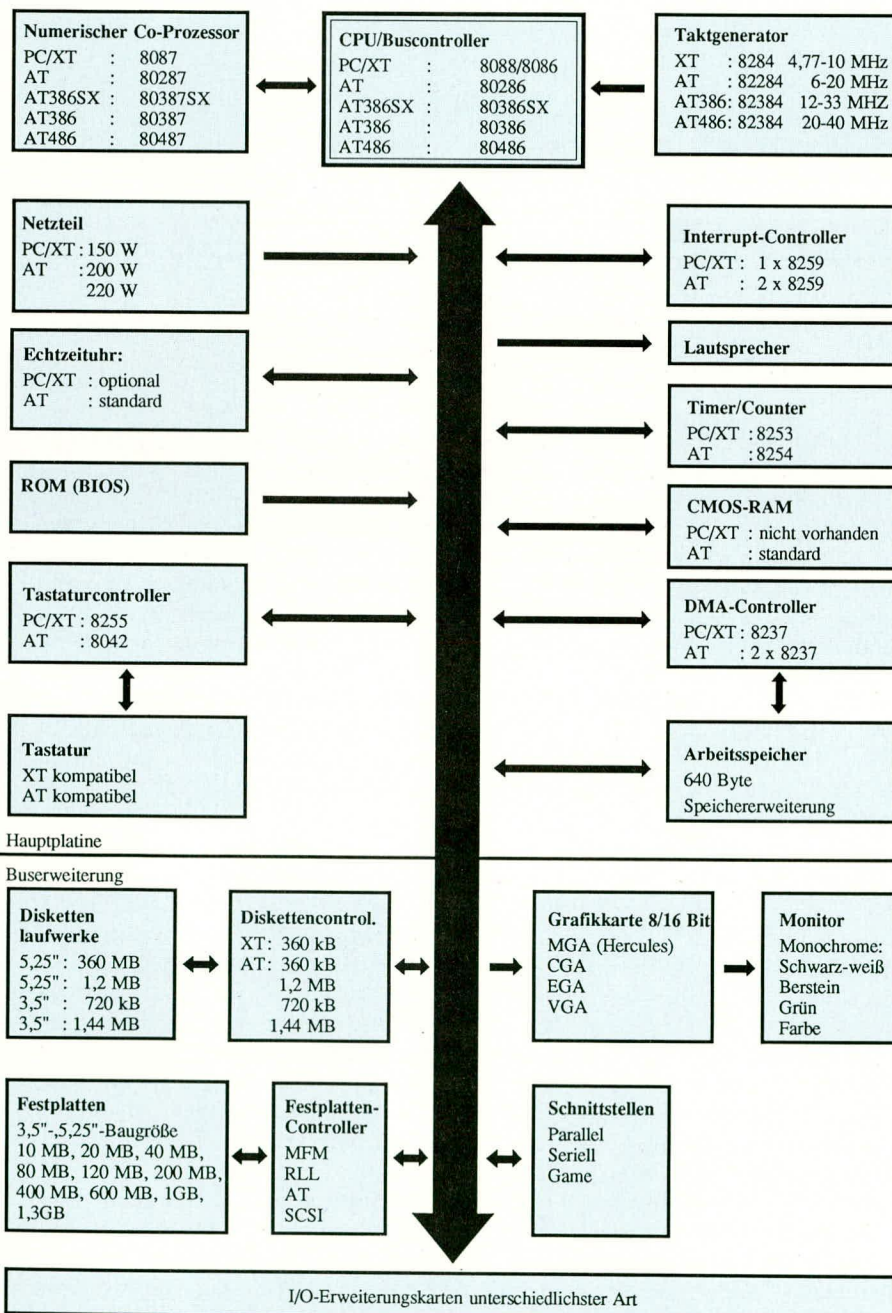 Numerischer Co-Prozessor
PC/XT : 8087
AT : 80287
AT386SX : 80387SX
AT386 : 80387
AT486 : 80487
CPU/Buscontroller
PC/XT : 8088/8086
AT : 80286
AT386SX : 80386SX
AT386 : 80386
AT486 : 80486
Taktgenerator
XT : 8284 4,77-10 MHz
AT : 82284 6-20 MHz
AT386: 82384 12-33 MHZ
AT486: 82384 20-40 MHz
Netzteil
PC/XT : 150 W
AT : 200 W
220 W
Interrupt-Controller
PC/XT : 1 x 8259
AT : 2 x 8259
Echtzeituhr:
PC/XT : optional
AT : standard
Lautsprecher
Timer/Counter
PC/XT : 8253
AT : 8254
ROM (BIOS)
CMOS-RAM
PC/XT : nicht vorhanden
AT : standard
Tastaturcontroller
PC/XT : 8255
AT : 8042
DMA-Controller
PC/XT : 8237
AT : 2 x 8237
Tastatur
XT kompatibel
AT kompatibel
Arbeitsspeicher
640 Byte
Speichererweiterung
Hauptplatine
Buserweiterung
Disketten
laufwerke
5,25" : 360 MB
5,25" : 1,2 MB
3,5" : 720 kB
3,5" : 1,44 MB
Diskettencontrol.
XT : 360 kB
AT : 360 kB
1,2 MB
720 kB
1,44 MB
Grafikkarte 8/16 Bit
MGA (Hercules)
CGA
EGA
VGA
Monitor
Monochrome:
Schwarz-weiß
Berstein
Grün
Farbe
Festplatten
3,5"-,5,25"-Baugröße
10 MB, 20 MB, 40 MB,
80 MB, 120 MB, 200 MB,
400 MB, 600 MB, 1GB,
1,3GB
Festplatten-
Controller
MFM
RLL
AT
SCSI
Schnittstellen
Parallel
Seriell
Game
I/O-Erweiterungskarten unterschiedlichster Art